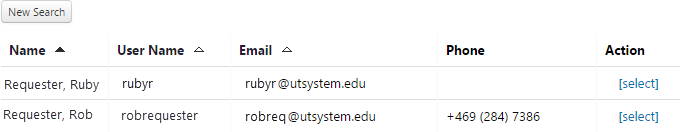 New Search
Name User Name Email Phone Action
Requester, Ruby rubyr rubyr@utsystem.edu [select]
Requester, Rob robrequester robreq@utsystem.edu +469 (284) 7386 [select]